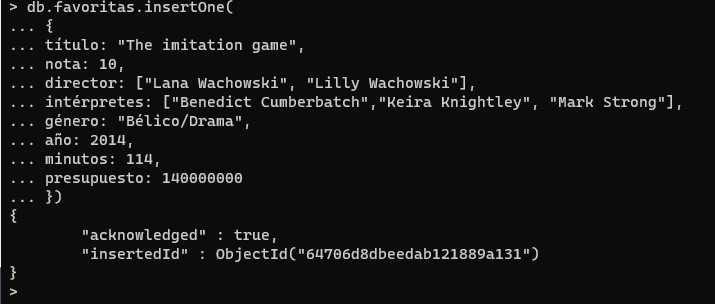 > db.favoritas.insertOne(
... {
... título: "The imitation game",
... nota: 10,
... director: ["Lana Wachowski", "Lilly Wachowski"],
... intérpretes: ["Benedict Cumberbatch","Keira Knightley", "Mark Strong"],
... género: "Bélico/Drama",
... año: 2014,
... minutos: 114,
... presupuesto: 140000000
... })
{
        "acknowledged" : true,
        "insertedId" : ObjectId("64706d8dbeedab121889a131")
}
>